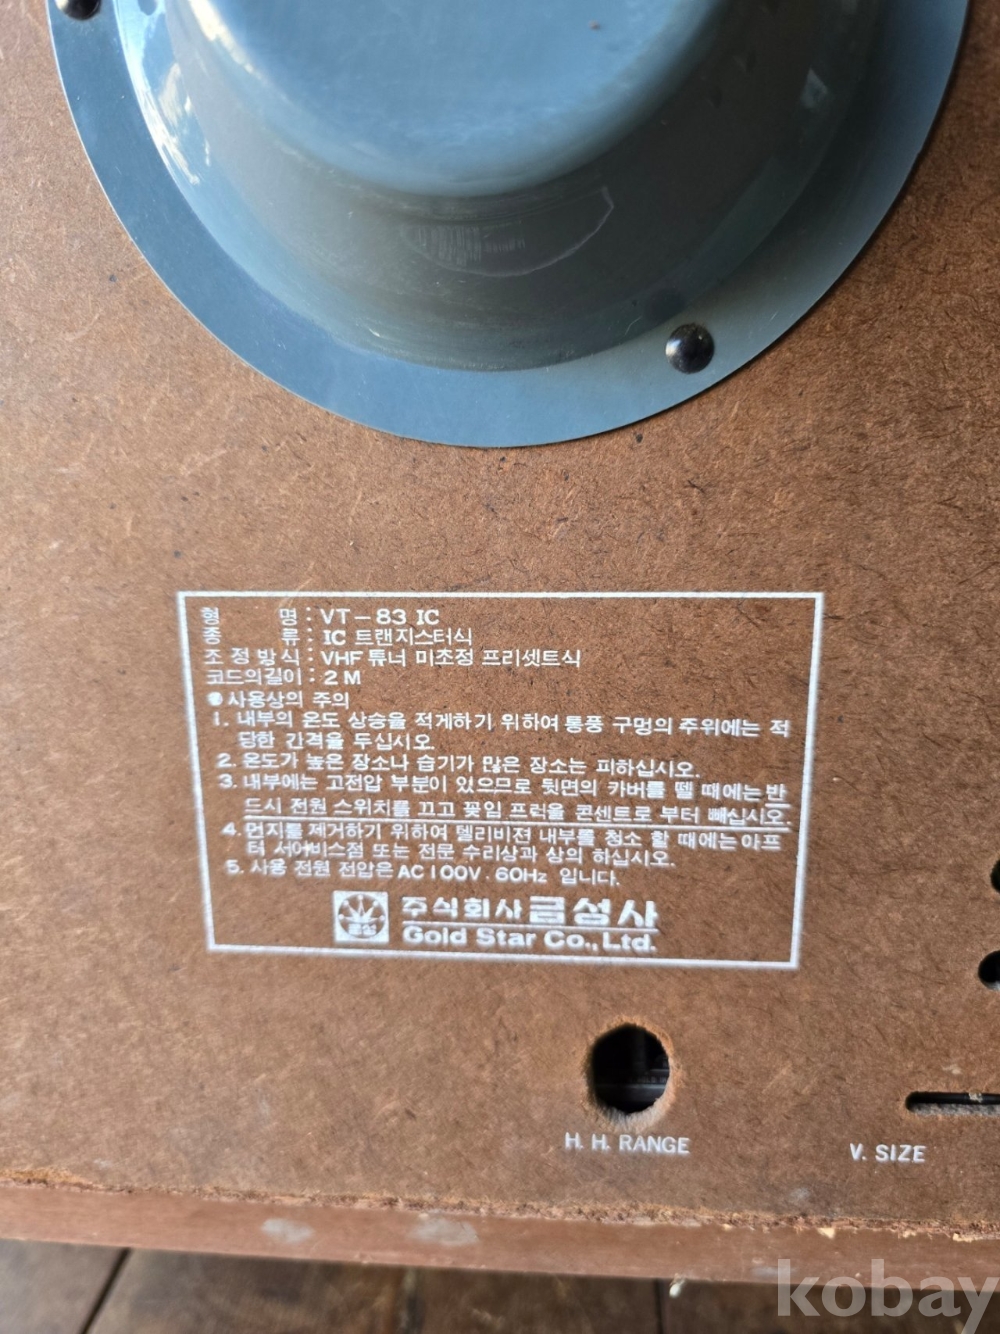 형 명 : VT-83 IC
종 류 : IC 트랜지스터식
조정방식 : VHF 튜너 미초정 프리셋트식
코드의길이 : 2 M
● 사용상의 주의
1. 내부의 온도 상승을 적게하기 위하여 통풍 구멍의 주위에는 적
당한 간격을 두십시오.
2. 온도가 높은 장소나 습기가 많은 장소는 피하십시오.
3. 내부에는 고전압 부분이 있으므로 뒷면의 카버를 뗄 때에는 반
드시 전원 스위치를 끄고 꽂임 프럭을 콘센트로 부터 빼십시오.
4. 먼지를 제거하기 위하여 텔리비젼 내부를 청소 할 때에는 아프
터 서어비스점 또는 전문 수리상과 상의 하십시오.
5. 사용 전원 전압은 AC 100V. 60Hz 입니다.
금성
주식회사 금성사
Gold Star Co., Ltd.
H. H. RANGE
V. SIZE
kobay